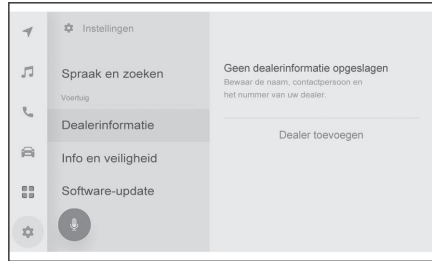 Instellingen
Spraak en zoeken
Voertuig
Dealerinformatie
Info en veiligheid
Software-update
Geen dealerinformatie opgeslagen
Bewaar de naam, contactpersoon en
het nummer van uw dealer.
Dealer toevoegen